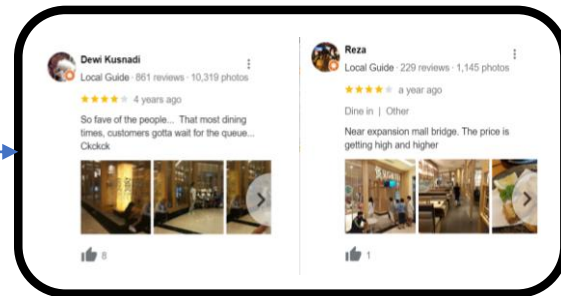 Dewi Kusnadi
Local Guide · 861 reviews · 10,319 photos
4 years ago
So fave of the people... That most dining
times, customers gotta wait for the queue...
Ckckck
8
Reza
Local Guide · 229 reviews · 1,145 photos
a year ago
Dine in | Other
Near expansion mall bridge. The price is
getting high and higher
1